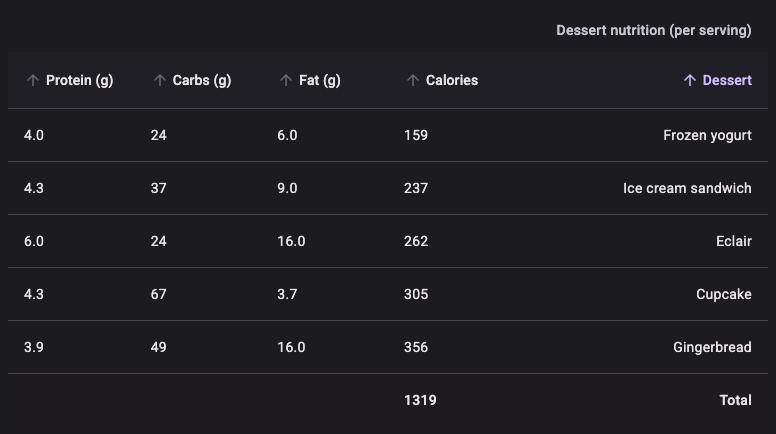 Dessert nutrition (per serving)
↑ Protein (g) ↑ Carbs (g) ↑ Fat (g) ↑ Calories ↑ Dessert
4.0 24 6.0 159 Frozen yogurt
4.3 37 9.0 237 Ice cream sandwich
6.0 24 16.0 262 Eclair
4.3 67 3.7 305 Cupcake
3.9 49 16.0 356 Gingerbread
1319 Total